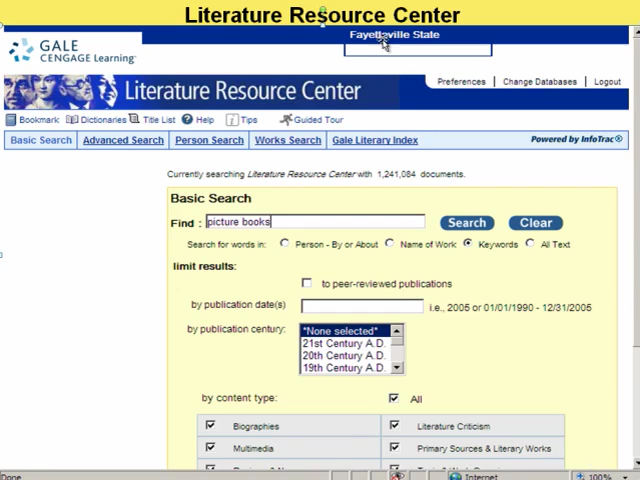 Literature Resource Center
Fayetteville State
GALE
CENGAGE Learning
Literature Resource Center
Preferences Change Databases Logout
Bookmark Dictionaries Title List Help Tips Guided Tour
Basic Search Advanced Search Person Search Works Search Gale Literary Index Powered by InfoTrac®
Currently searching Literature Resource Center with 1,241,084 documents.
Basic Search
Find : picture books Search Clear
Search for words in: Person - By or About Name of Work Keywords All Text
limit results:
to peer-reviewed publications
by publication date(s) i.e., 2005 or 01/01/1990 - 12/31/2005
by publication century: *None selected*
21st Century A.D.
20th Century A.D.
19th Century A.D.
by content type: All
Biographies Literature Criticism
Multimedia Primary Sources & Literary Works
Done Internet 100%